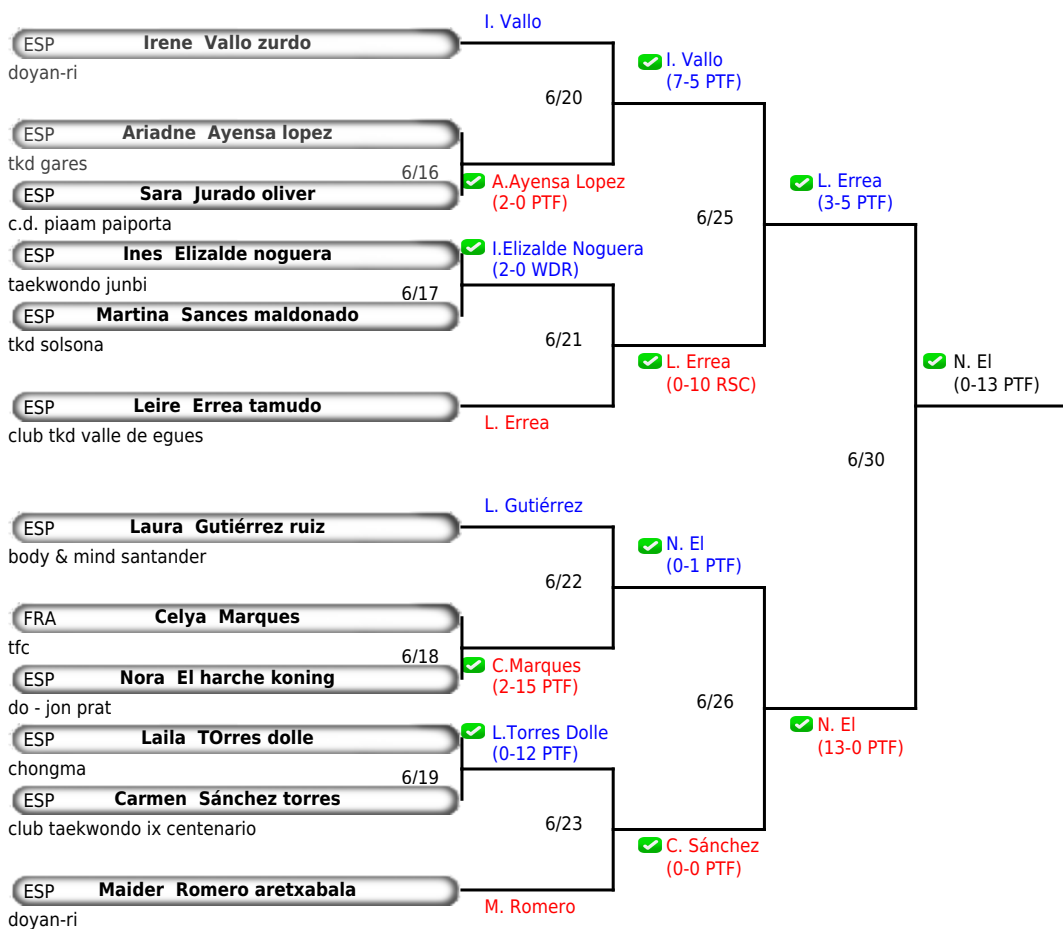 I. Vallo
ESP Irene Vallo zurdo
doyan-ri
✓ I. Vallo
(7-5 PTF)
6/20
ESP Ariadne Ayensa lopez
tkd gares
6/16
✓ A.Ayensa Lopez
(2-0 PTF)
ESP Sara Jurado oliver
c.d. piaam paiporta
6/25
✓ L. Errea
(3-5 PTF)
ESP Ines Elizalde noguera
taekwondo junbi
✓ I.Elizalde Noguera
(2-0 WDR)
6/17
ESP Martina Sances maldonado
tkd solsona
6/21
✓ L. Errea
(0-10 RSC)
ESP Leire Errea tamudo
club tkd valle de egues
L. Errea
✓ N. El
(0-13 PTF)
6/30
L. Gutiérrez
ESP Laura Gutiérrez ruiz
body & mind santander
✓ N. El
(0-1 PTF)
6/22
FRA Celya Marques
tfc
6/18
✓ C.Marques
(2-15 PTF)
ESP Nora El harche koning
do - jon prat
6/26
✓ N. El
(13-0 PTF)
ESP Laila TOrres dolle
chongma
✓ L.Torres Dolle
(0-12 PTF)
6/19
ESP Carmen Sánchez torres
club taekwondo ix centenario
6/23
✓ C. Sánchez
(0-0 PTF)
ESP Maider Romero aretxabala
doyan-ri
M. Romero